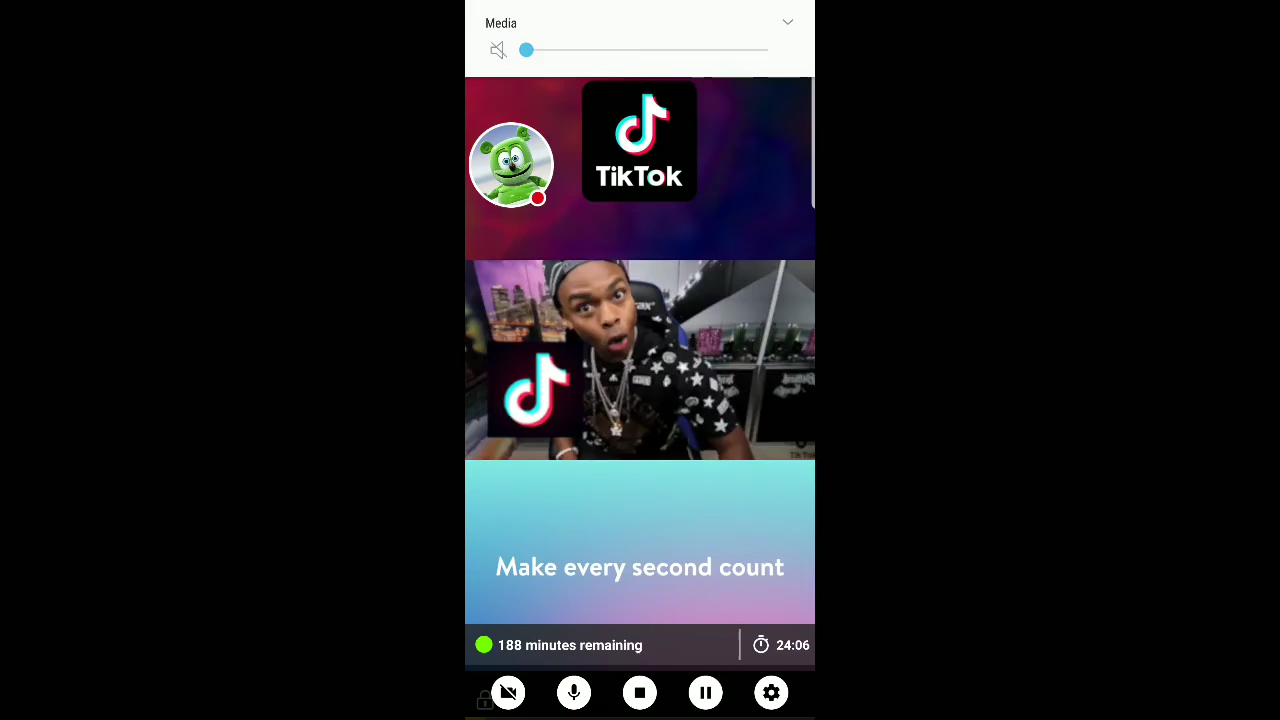 Media
TikTok
Make every second count
188 minutes remaining
24:06